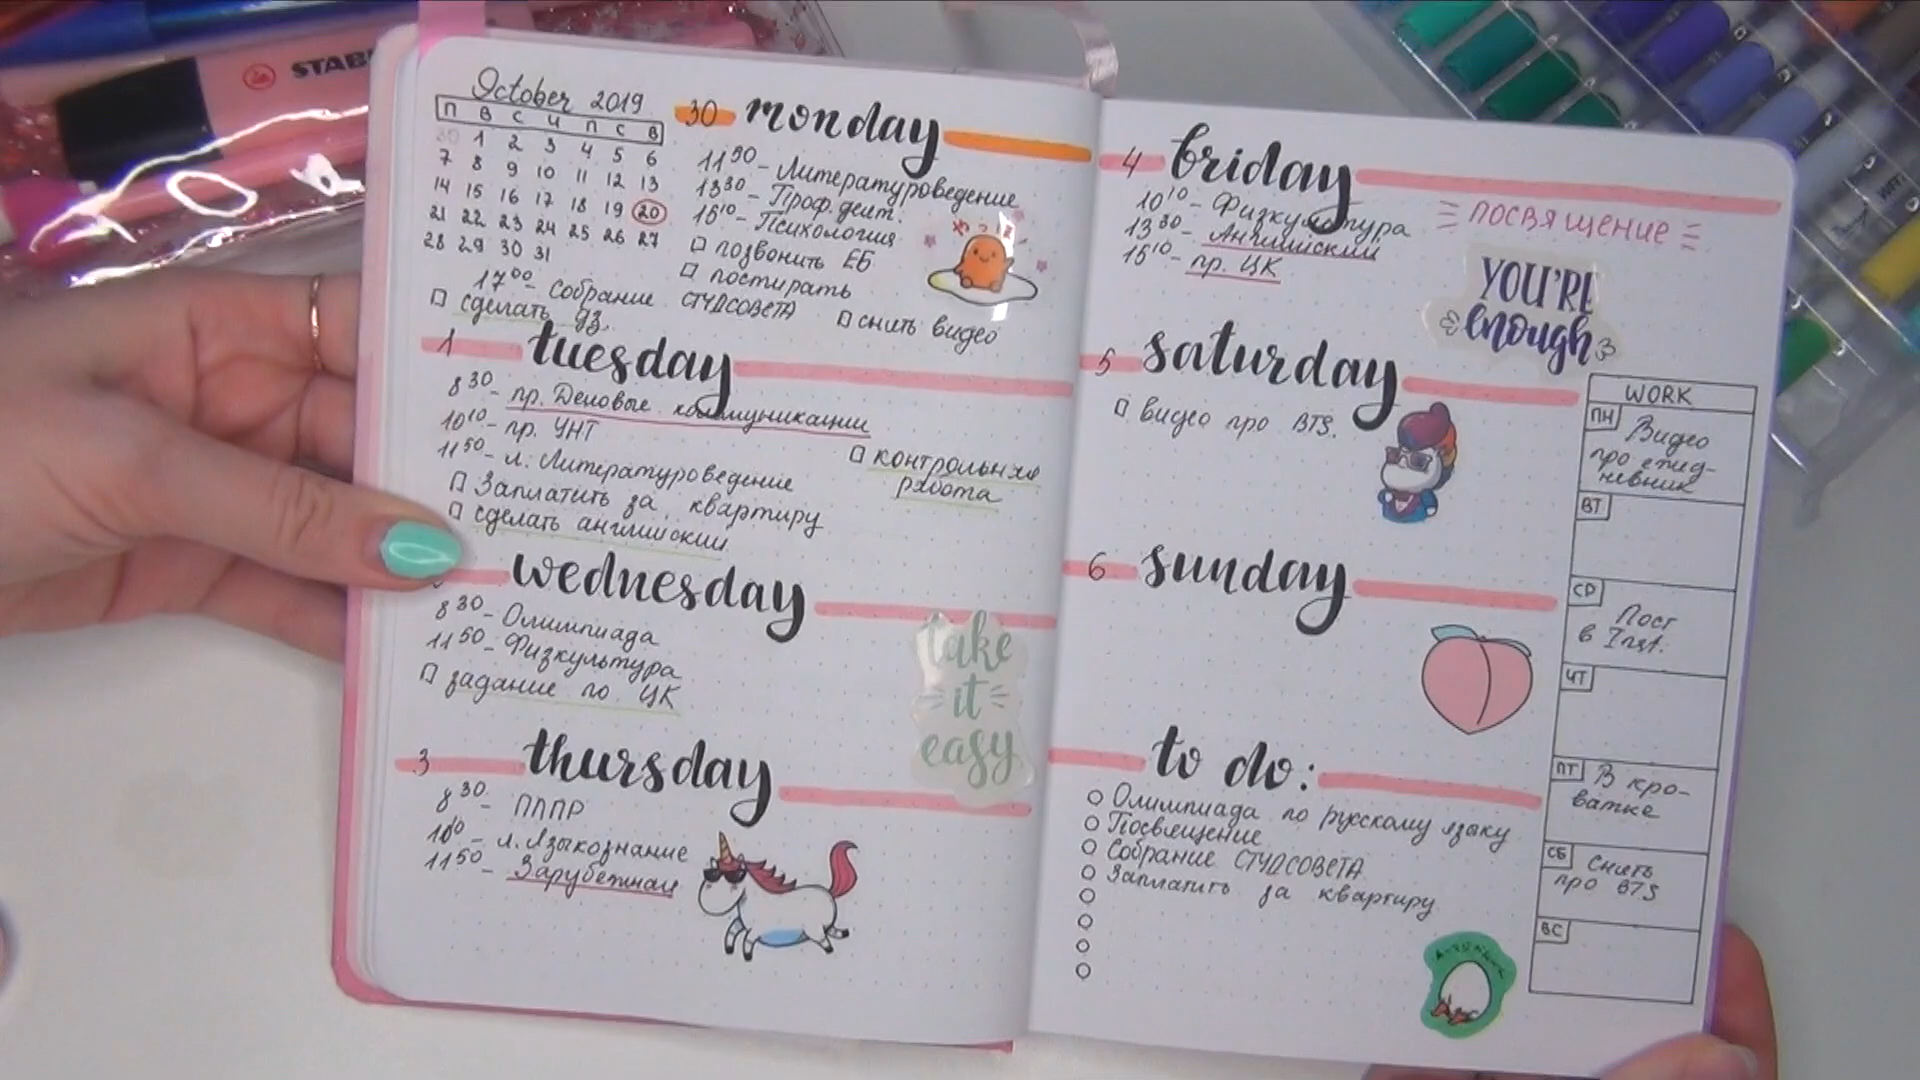 STAB
October 2019
П В С Ч П С В
30 1 2 3 4 5 6
7 8 9 10 11 12 13
14 15 16 17 18 19 20
21 22 23 24 25 26 27
28 29 30 31
30 monday
11 50 - Литературоведение
13 30 - Проф. деят.
15 10 - Психология
позвонить ЕБ
постирать
17 00 - Собрание СТУДСОВЕТА
сделать дз.
снять видео
1 tuesday
8 30 - пр. Деловые коммуникации
10 10 - пр. УНТ
11 50 - л. Литературоведение
Заплатить за квартиру
сделать английский
контрольная
работа
wednesday
8 30 - Олимпиада
11 50 - Физкультура
задание по ЦК
take
it
easy
3 thursday
8 30 - ПППР
- л. Языкознание
11 50 - Зарубежная
4 friday
10 10 - Физкультура
13 30 - Английский
15 10 - пр. ЦК
ПОСВЯЩЕНИЕ
YOU'RE
enough
5 saturday
видео про BTS.
6 sunday
to do:
Олимпиада по русскому языку
Посвящение
Собрание СТУДСОВЕТА
Заплатить за квартиру
WORK
ПН Видео
про ежед-
невник
ВТ
СР Пост
в Inst.
ЧТ
ПТ В кро-
ватке
СБ Снять
про BTS
ВС